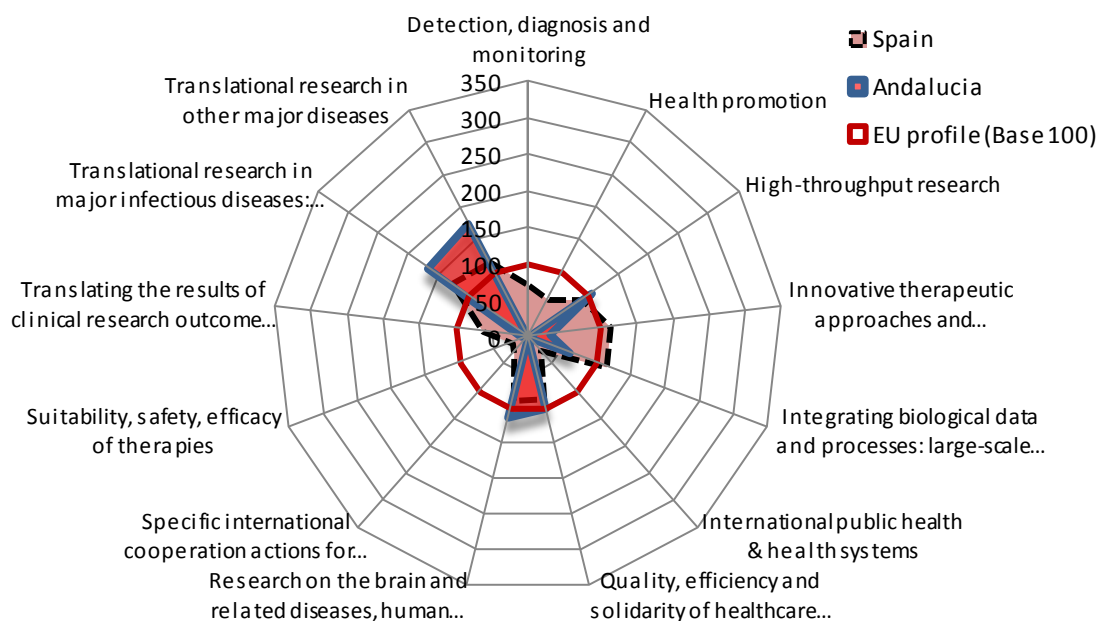 Detection, diagnosis and
monitoring
Spain
Andalucia
EU profile (Base 100)
Health promotion
High-throughput research
Innovative therapeutic
approaches and...
Integrating biological data
and processes: large-scale...
International public health
& health systems
Quality, efficiency and
solidarity of healthcare...
Research on the brain and
related diseases, human...
Specific international
cooperation actions for...
Suitability, safety, efficacy
of therapies
Translating the results of
clinical research outcome...
Translational research in
major infectious diseases:...
Translational research in
other major diseases
350
300
250
200
150
100
50
0